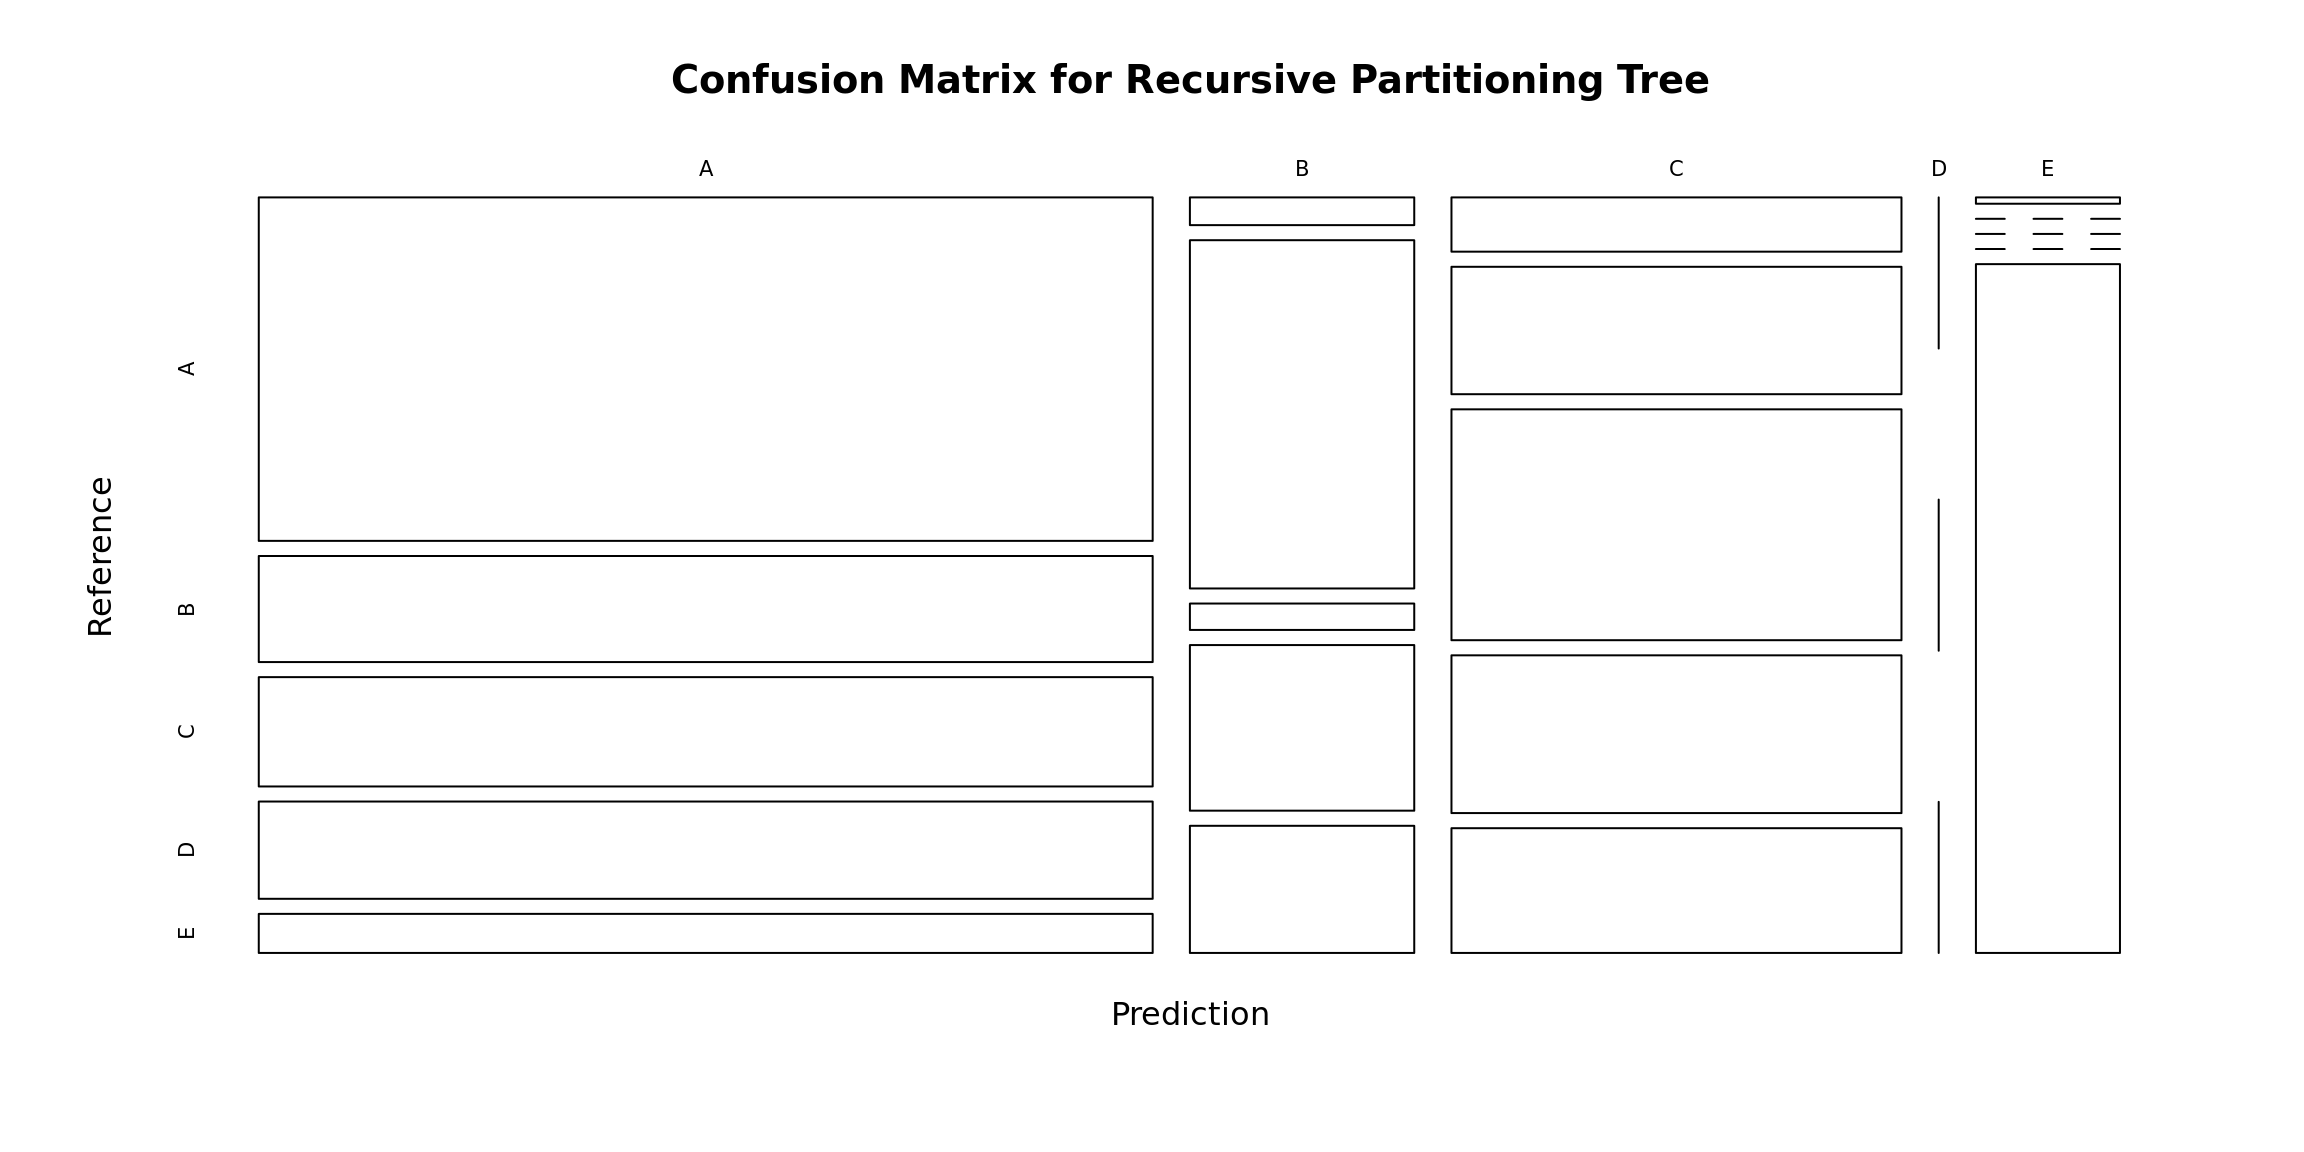 Confusion Matrix for Recursive Partitioning Tree
A B C D E
A
B
C
D
E
Reference
Prediction